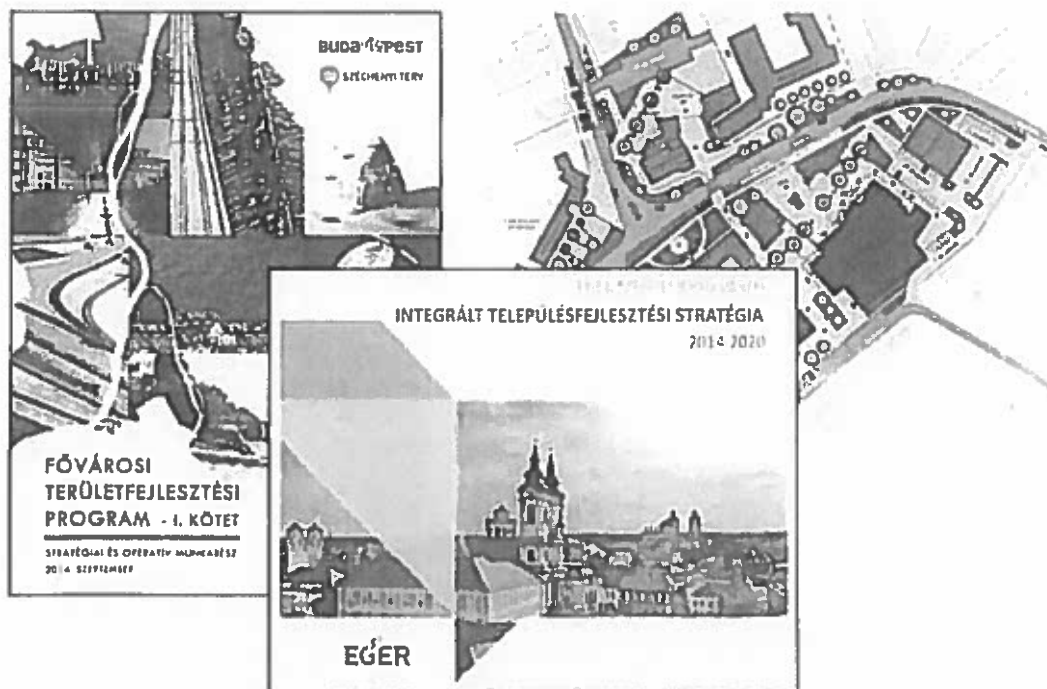 BUDAPEST
SZÉCHENYI TERV
FŐVÁROSI
TERÜLETFEJLESZTÉSI
PROGRAM - I. KÖTET
STRATÉGIAI ÉS OPERATÍV MUNKARÉSZ
2014 SZEPTEMBER
INTEGRÁLT TELEPÜLÉSFEJLESZTÉSI STRATÉGIA
2014-2020
EGER